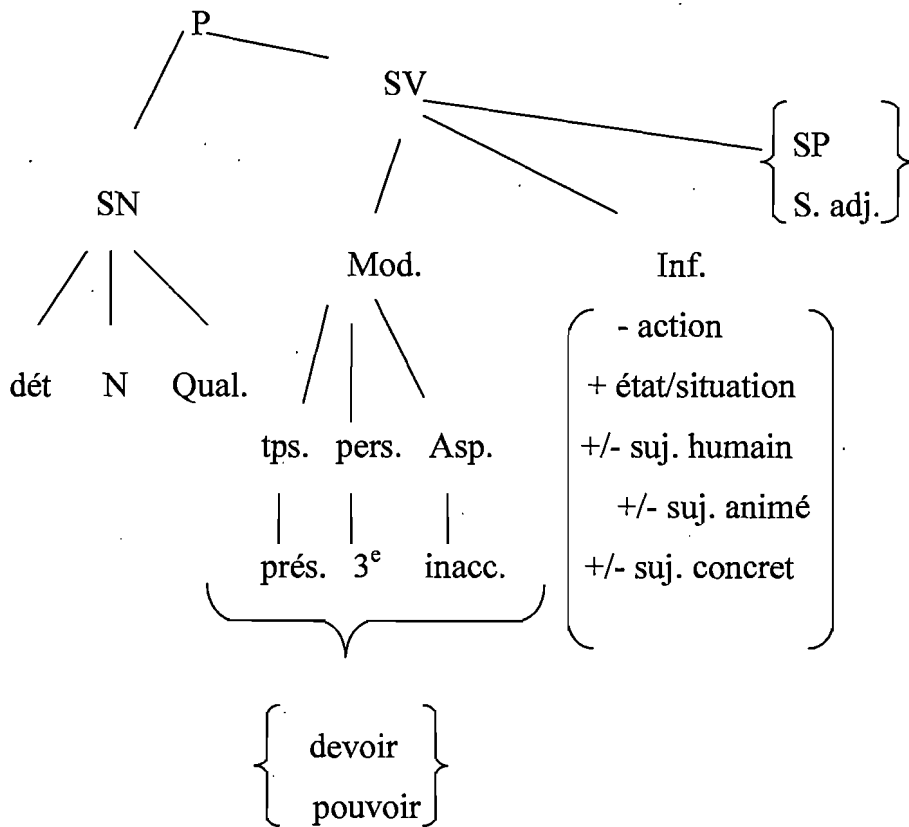 P
SV
SP
S. adj.
SN
Mod. Inf.
- action
dét N Qual.
+ état/situation
tps. pers. Asp.
+/- suj. humain
+/- suj. animé
prés. 3e inacc.
+/- suj. concret
devoir
pouvoir